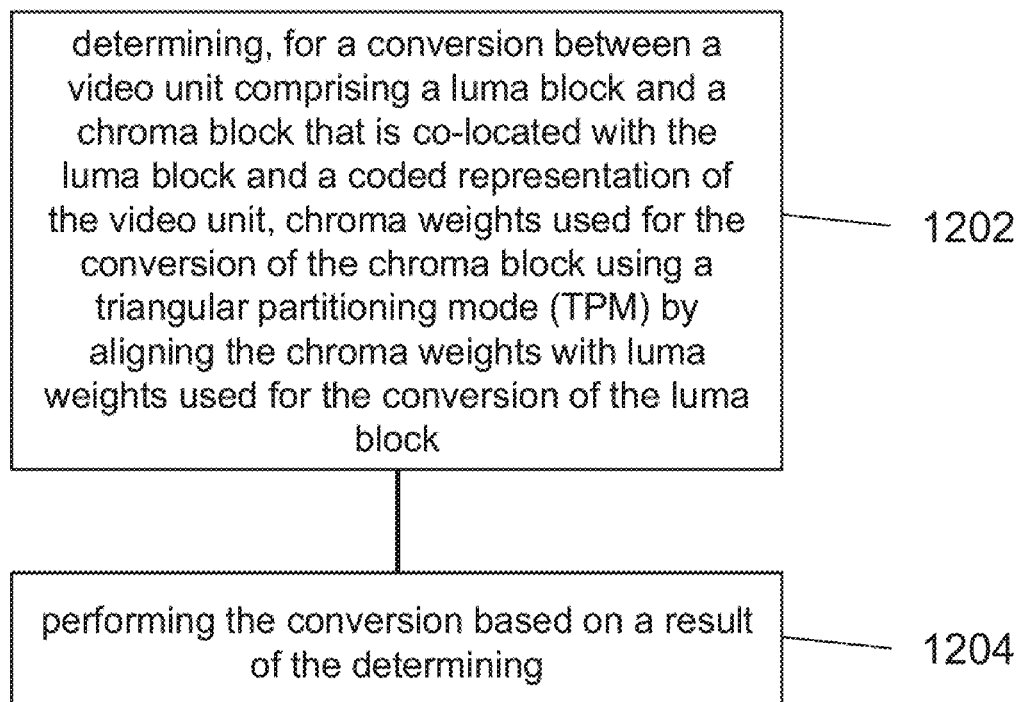 determining, for a conversion between a
video unit comprising a luma block and a
chroma block that is co-located with the
luma block and a coded representation of
the video unit, chroma weights used for the
conversion of the chroma block using a
triangular partitioning mode (TPM) by
aligning the chroma weights with luma
weights used for the conversion of the luma
block
1202
performing the conversion based on a result
of the determining
1204